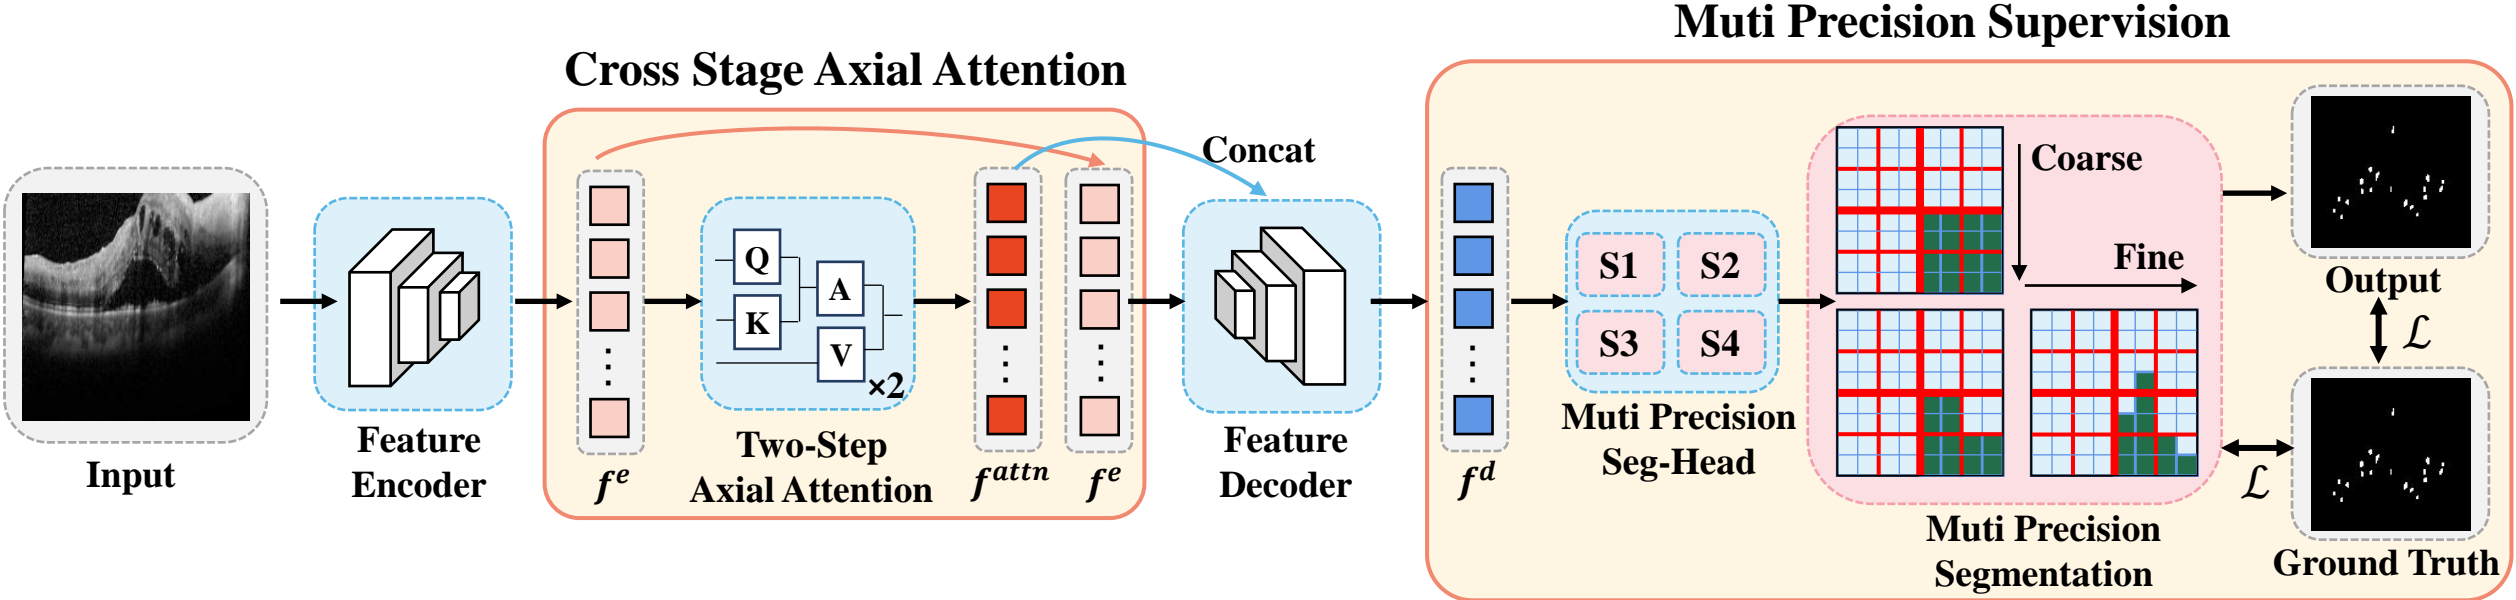 Muti Precision Supervision
Cross Stage Axial Attention
Concat
Coarse
Fine
Q
K
A
V
×2
S1
S2
S3
S4
Input
Feature
Encoder
f^e
Two-Step
Axial Attention
f^attn
f^e
Feature
Decoder
f^d
Muti Precision
Seg-Head
Muti Precision
Segmentation
Output
ℒ
ℒ
Ground Truth